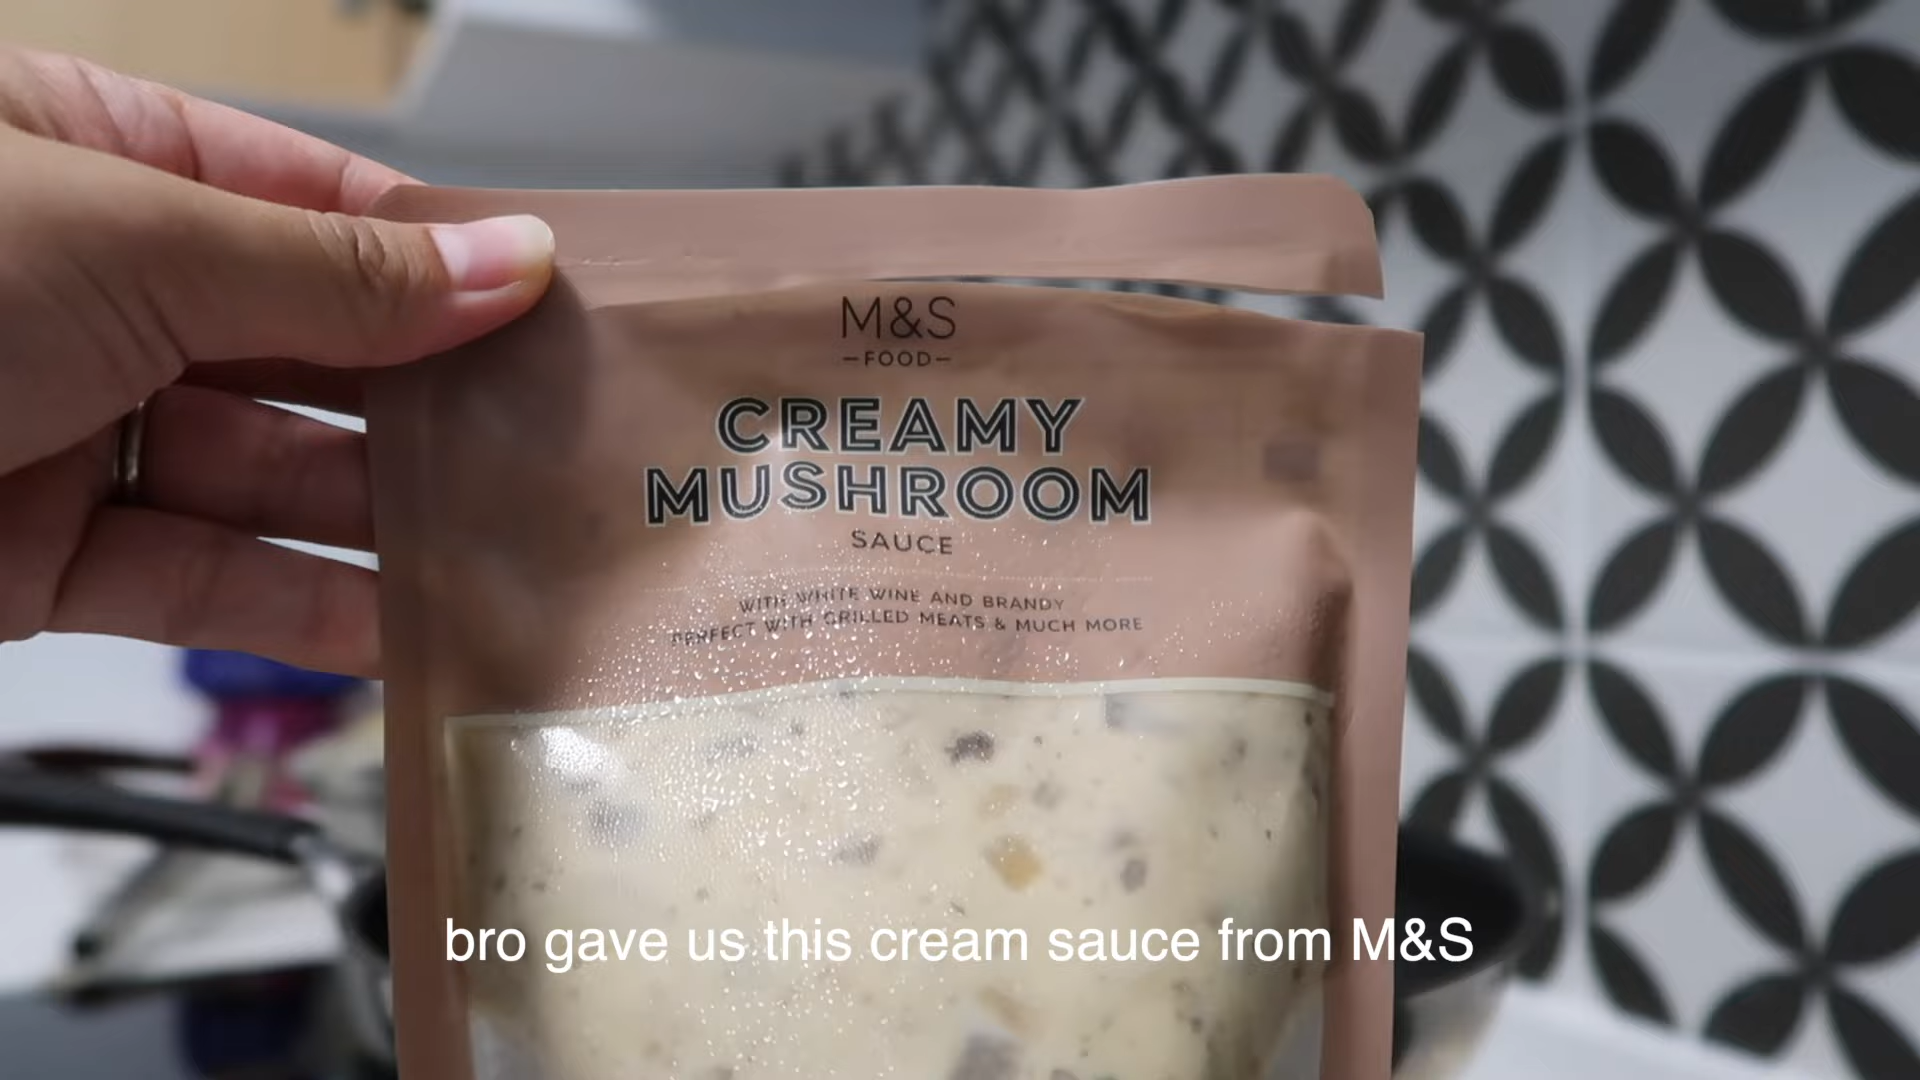 M&S
–FOOD–
CREAMY
MUSHROOM
SAUCE
WITH WHITE WINE AND BRANDY
PERFECT WITH GRILLED MEATS & MUCH MORE
bro gave us this cream sauce from M&S